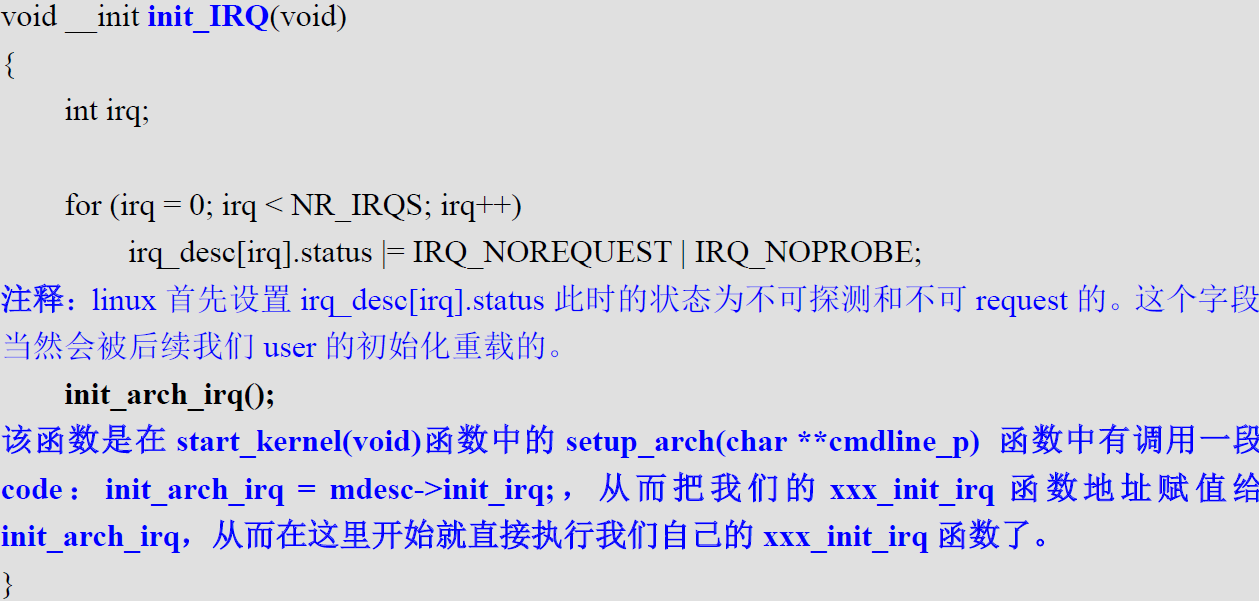 void __init init_IRQ(void)
{
int irq;
for (irq = 0; irq < NR_IRQS; irq++)
irq_desc[irq].status |= IRQ_NOREQUEST | IRQ_NOPROBE;
注释：linux 首先设置 irq_desc[irq].status 此时的状态为不可探测和不可 request 的。这个字段
当然会被后续我们 user 的初始化重载的。
init_arch_irq();
该函数是在 start_kernel(void)函数中的 setup_arch(char **cmdline_p) 函数中有调用一段
code：init_arch_irq = mdesc->init_irq;，从而把我们的 xxx_init_irq 函数地址赋值给
init_arch_irq，从而在这里开始就直接执行我们自己的 xxx_init_irq 函数了。
}